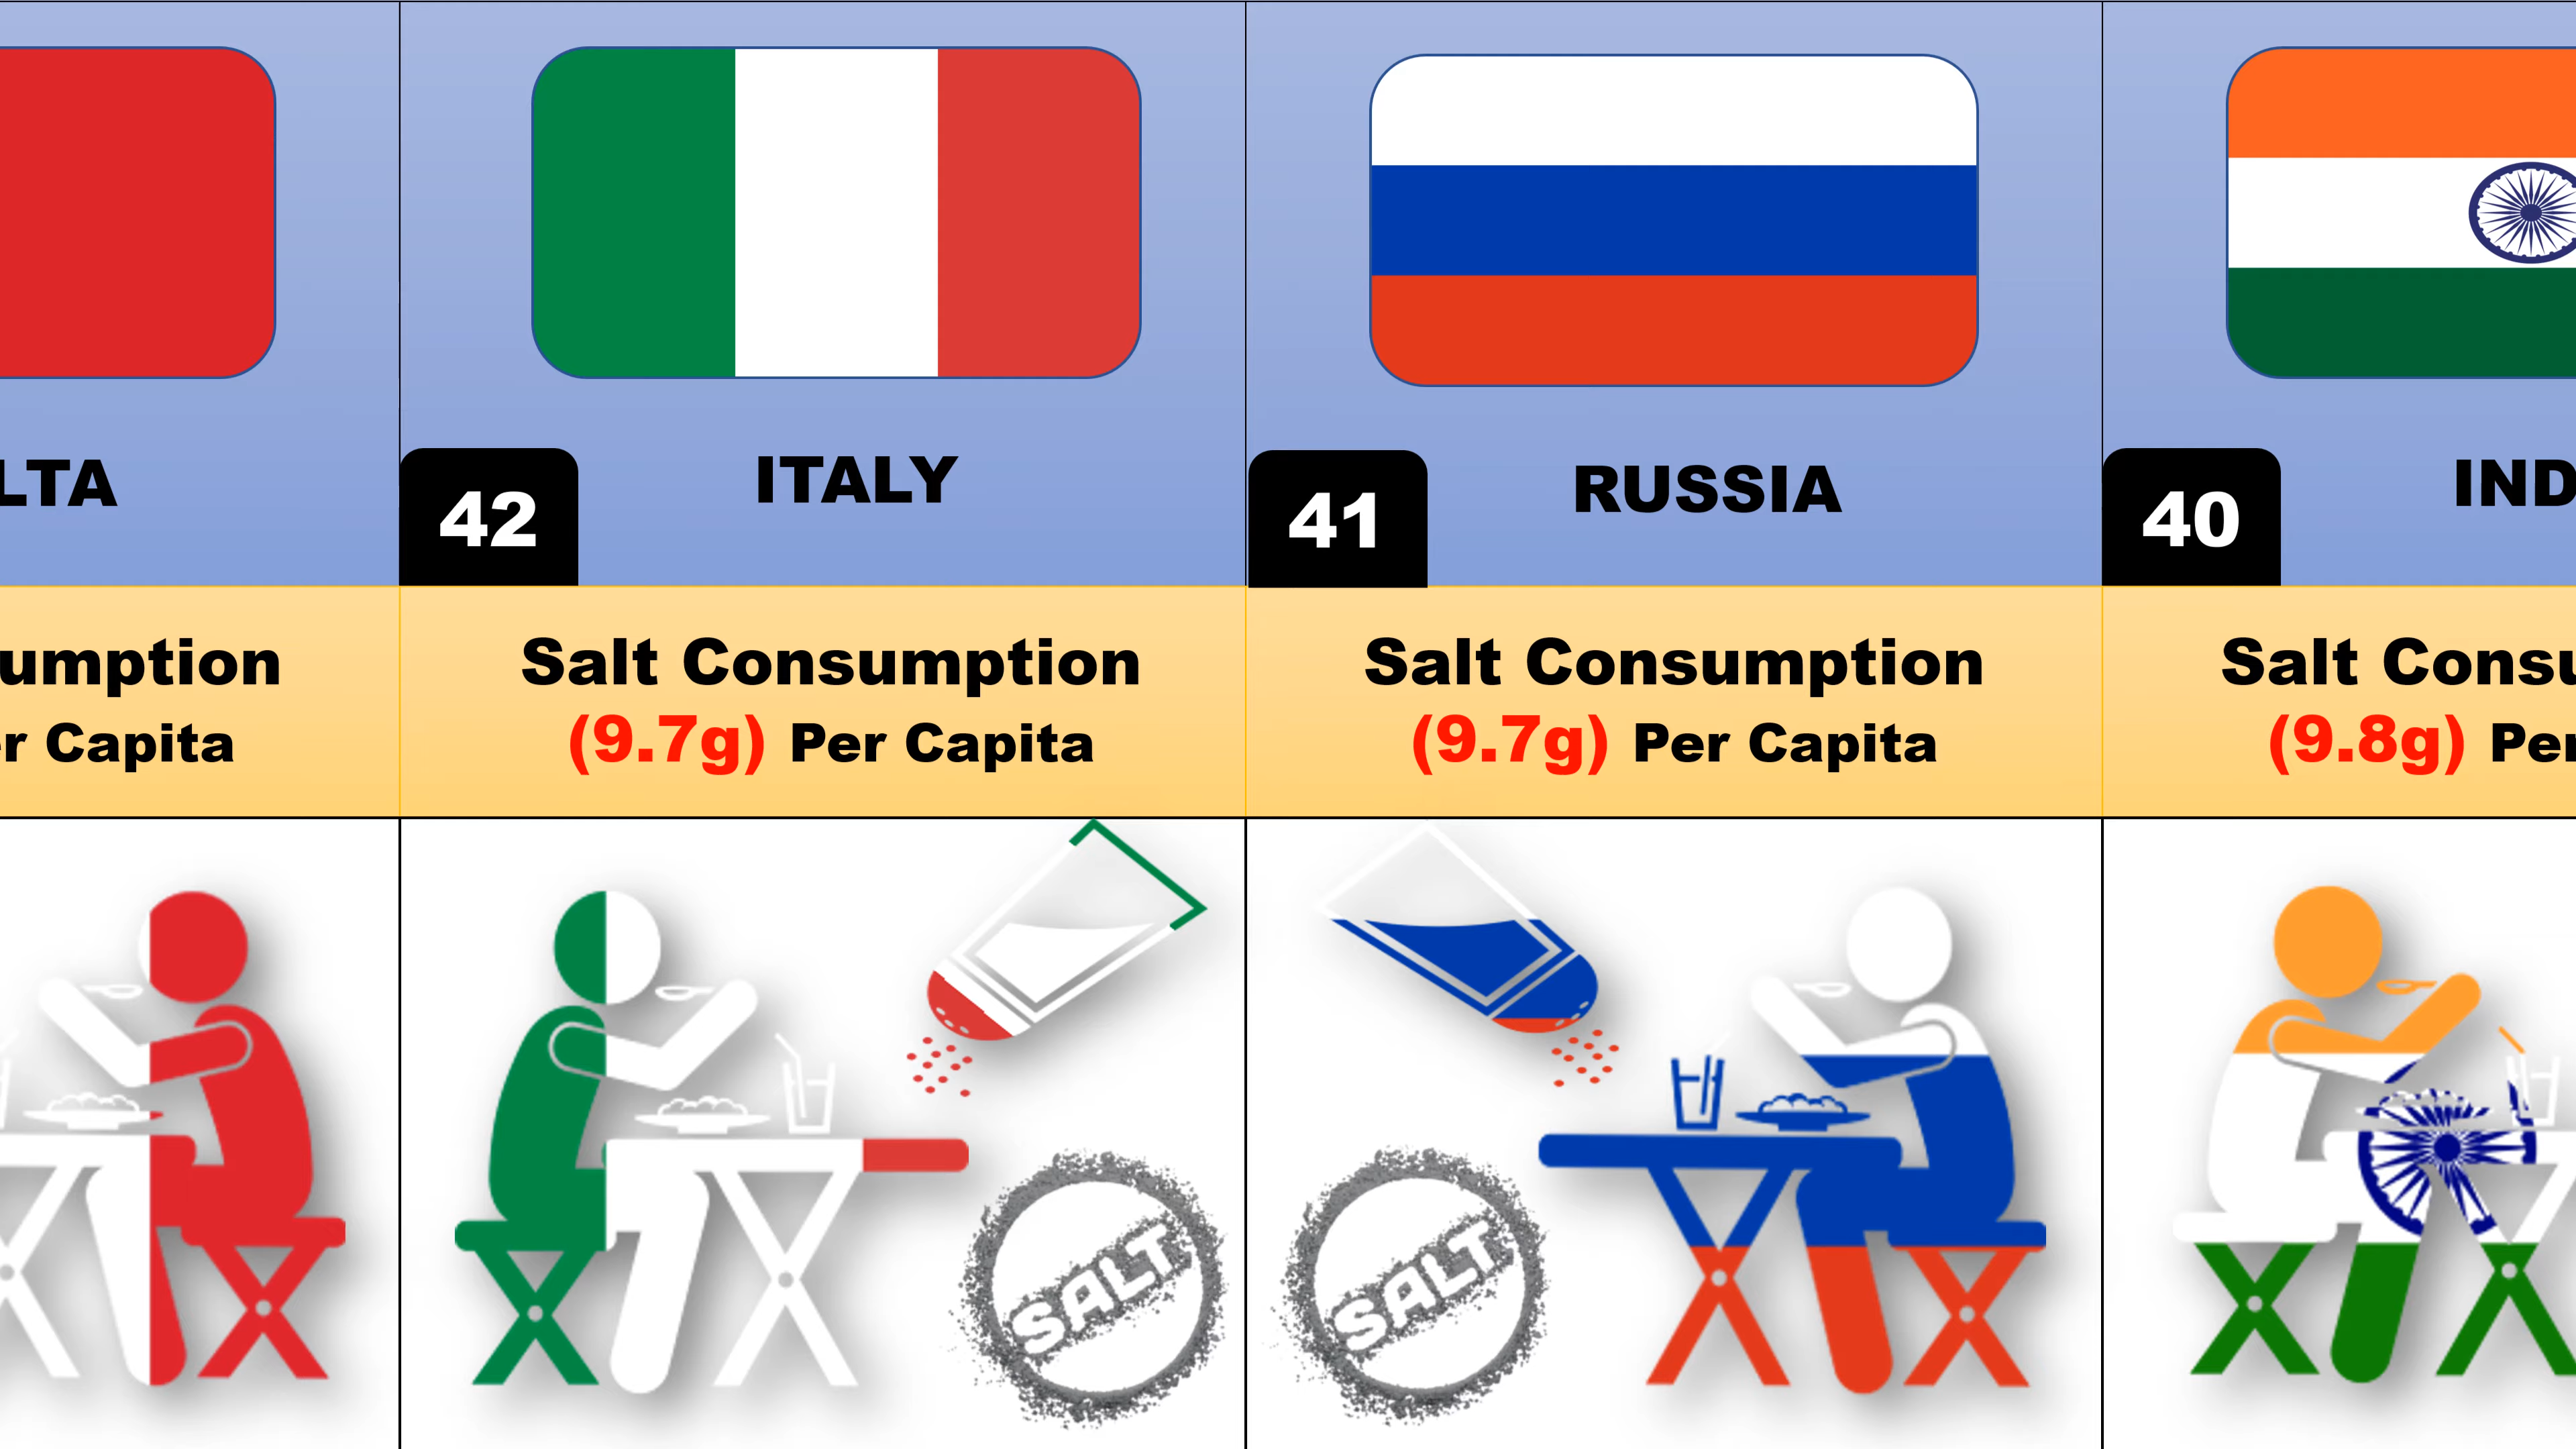 LTA
umption
r Capita
42
ITALY
Salt Consumption
(9.7g) Per Capita
SALT
41
RUSSIA
Salt Consumption
(9.7g) Per Capita
SALT
40
IND
Salt Consu
(9.8g) Per